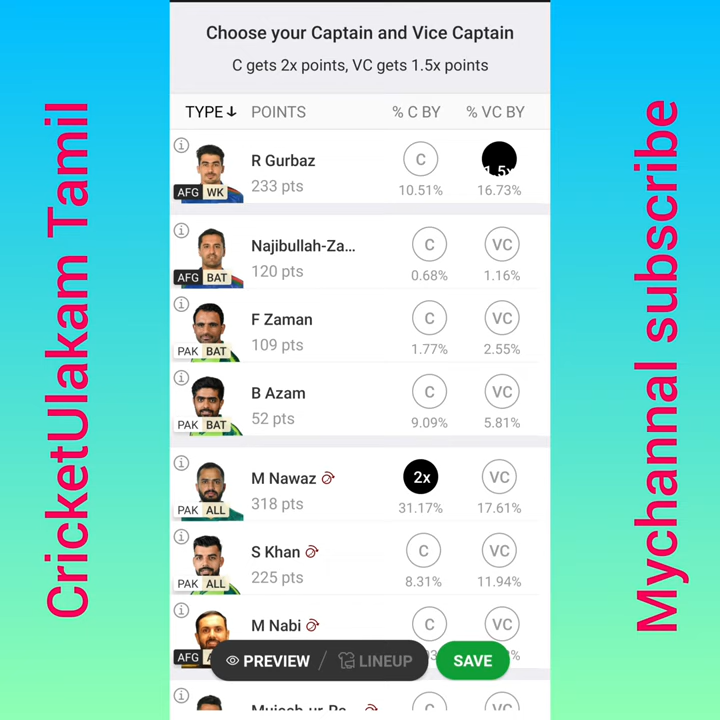 Choose your Captain and Vice Captain
C gets 2x points, VC gets 1.5x points
TYPE↓ POINTS % C BY % VC BY
R Gurbaz
233 pts
AFG WK
C
10.51% 16.73%
Najibullah-Za...
120 pts
AFG BAT
C VC
0.68% 1.16%
F Zaman
109 pts
PAK BAT
C VC
1.77% 2.55%
B Azam
52 pts
PAK BAT
C VC
9.09% 5.81%
M Nawaz
318 pts
PAK ALL
2x VC
31.17% 17.61%
S Khan
225 pts
PAK ALL
C VC
8.31% 11.94%
M Nabi
AFG
C VC
PREVIEW / LINEUP
SAVE
CricketUlakam Tamil
Mychannal subscribe